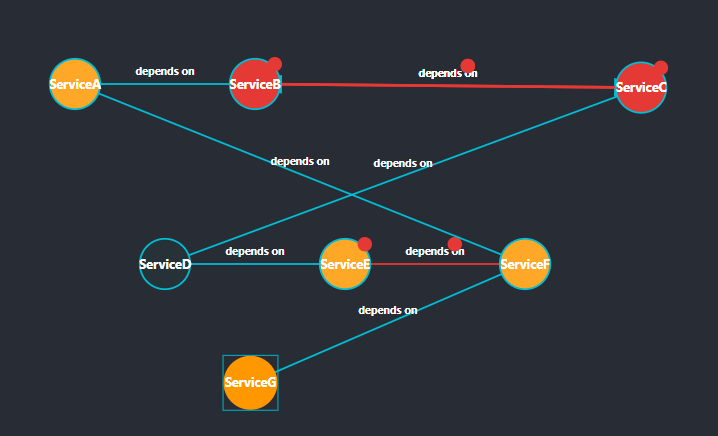 depends on
depends on
ServiceA
ServiceB
ServiceC
depends on
depends on
depends on
depends on
ServiceD
ServiceE
ServiceF
depends on
ServiceG